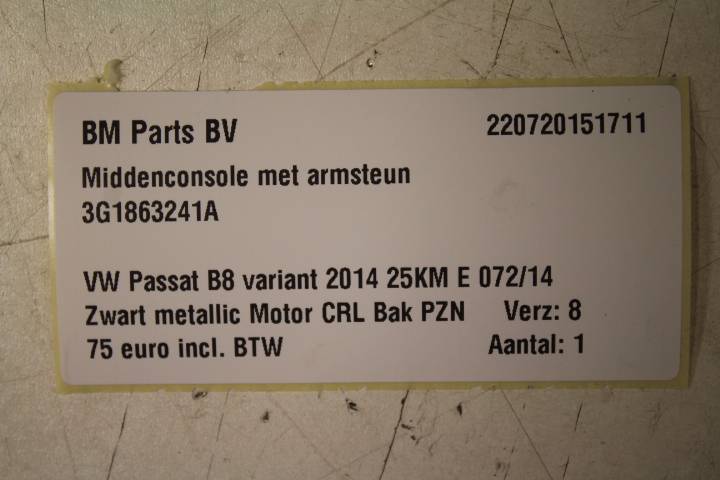 BM Parts BV 220720151711
Middenconsole met armsteun
3G1863241A
VW Passat B8 variant 2014 25KM E 072/14
Zwart metallic Motor CRL Bak PZN Verz: 8
75 euro incl. BTW Aantal: 1